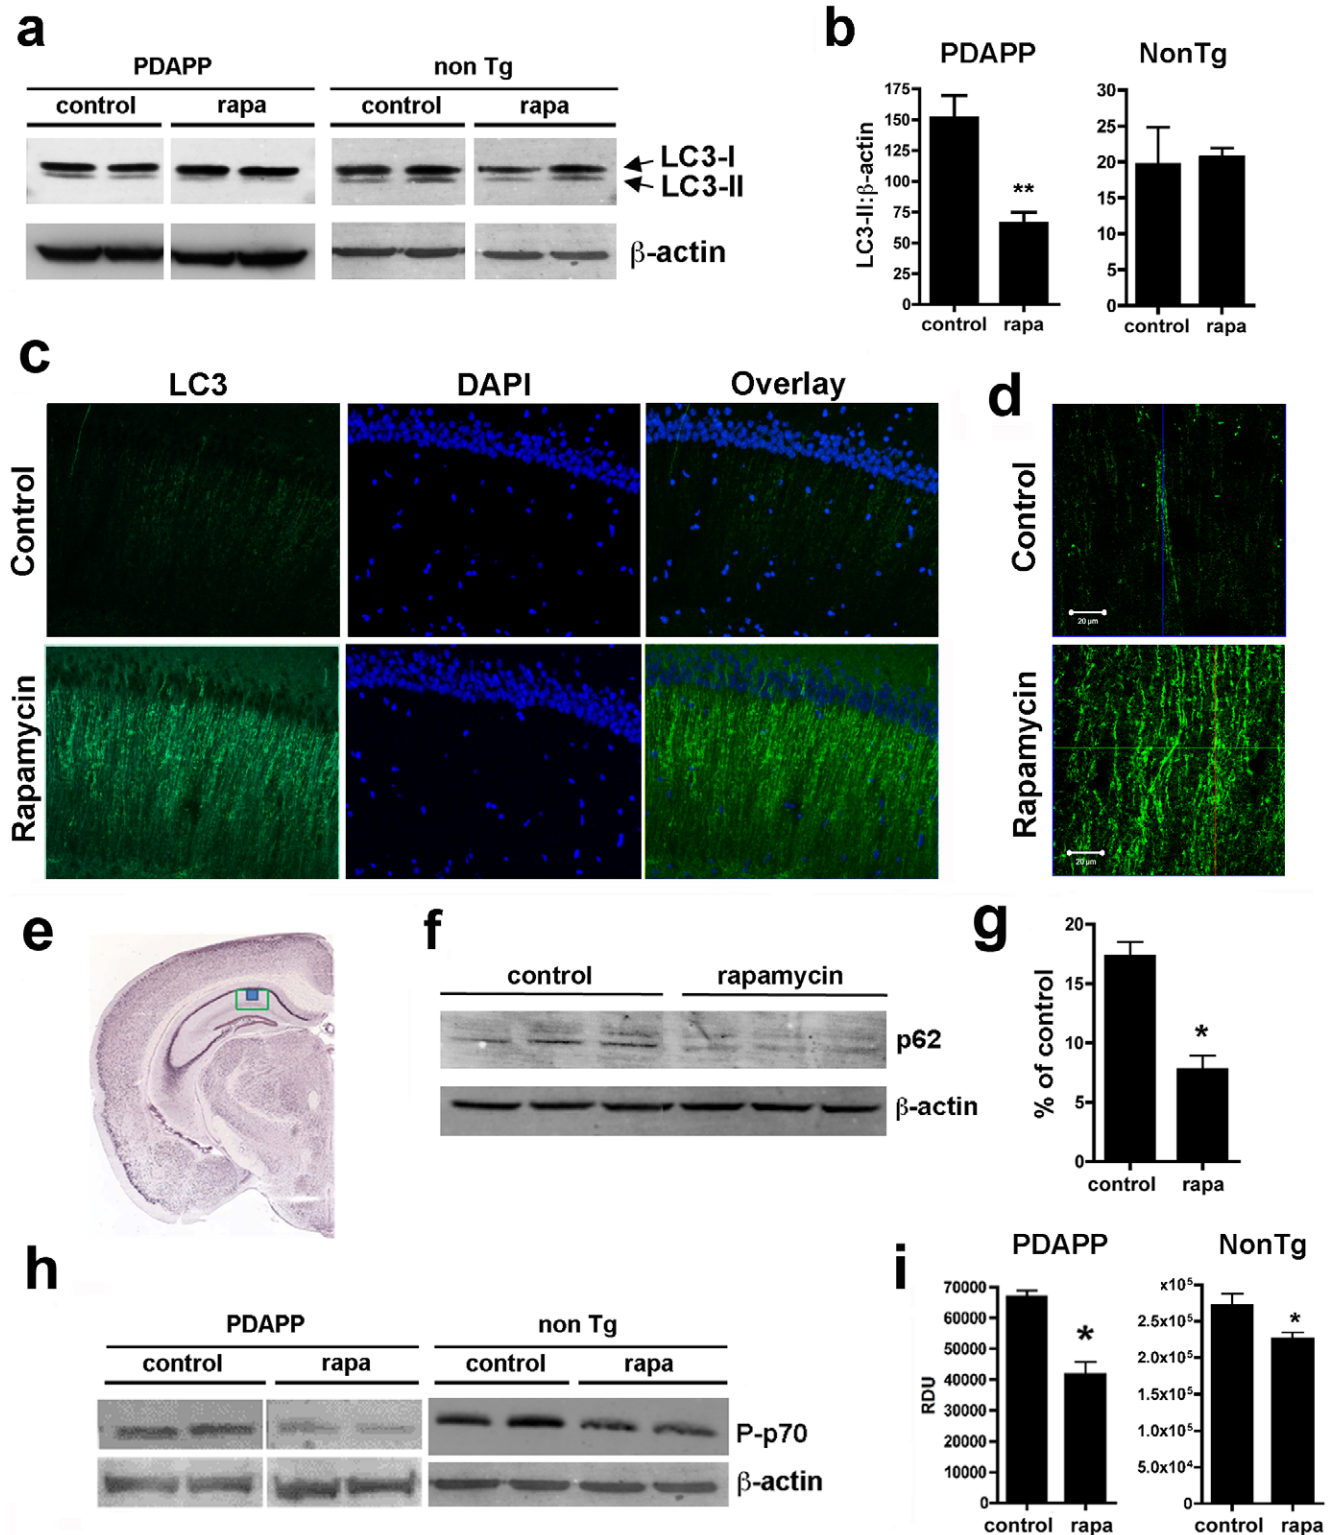 a
PDAPP
non Tg
control
rapa
control
rapa
LC3-I
LC3-II
β-actin
b
PDAPP
NonTg
LC3-II:β-actin
175
150
125
100
75
50
25
0
**
control
rapa
30
25
20
15
10
5
0
control
rapa
c
LC3
DAPI
Overlay
Control
Rapamycin
d
Control
20 µm
Rapamycin
20 µm
e
f
control
rapamycin
p62
β-actin
g
% of control
20
15
10
5
0
*
control
rapa
h
PDAPP
non Tg
control
rapa
control
rapa
P-p70
β-actin
i
PDAPP
NonTg
RDU
70000
60000
50000
40000
30000
20000
10000
0
*
control
rapa
x10⁵
2.5x10⁵
2.0x10⁵
1.5x10⁵
1.0x10⁵
5.0x10⁴
0
*
control
rapa